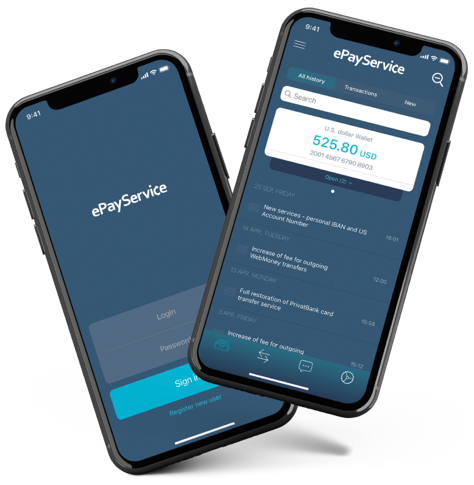 9:41
ePayService
Login
Password
Sign in
Register new user
9:41
ePayService
All history
Transactions
New
Search
U.S. dollar Wallet
525.80 USD
2001 4567 6790 8903
Open (2)
25 SEP, FRIDAY
New services - personal IBAN and US
Account Number
16:01
14 APR, TUESDAY
Increase of fee for outgoing
WebMoney transfers
12:00
13 APR, MONDAY
Full restoration of PrivatBank card
transfer service
15:58
FRIDAY
Increase of fee for outgoing
15:12